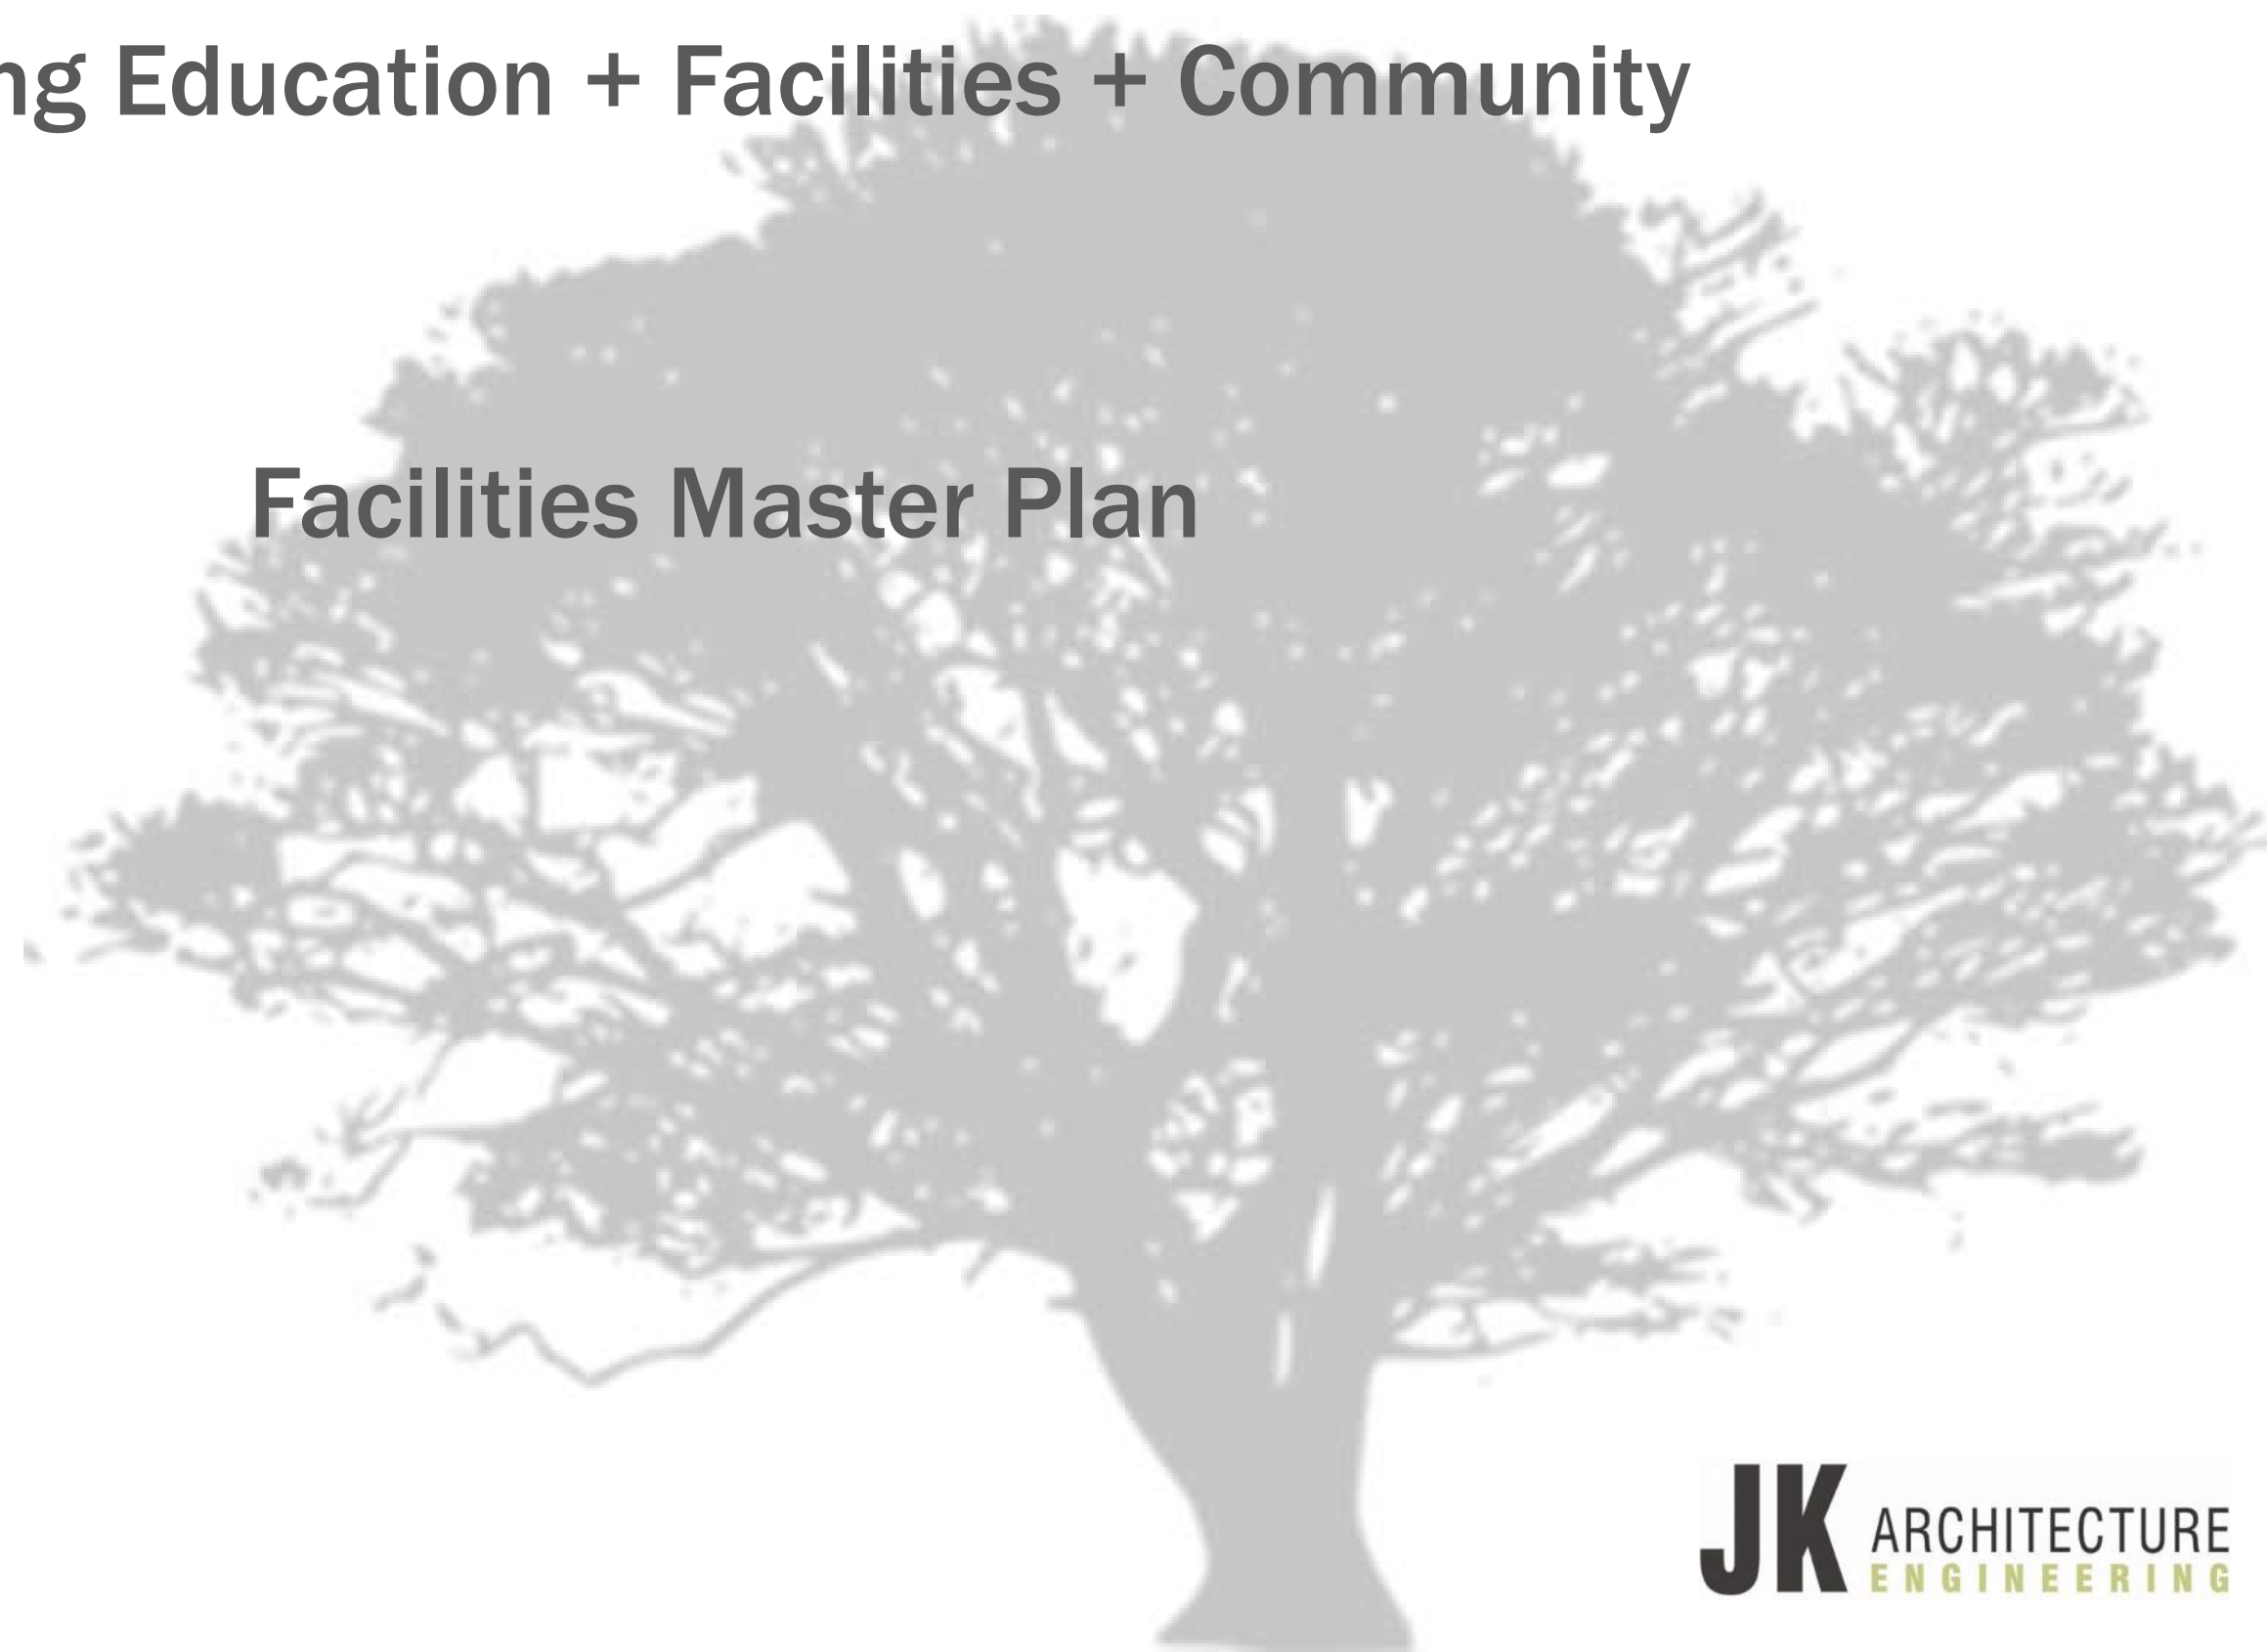 ng Education + Facilities + Community
Facilities Master Plan
JK ARCHITECTURE
ENGINEERING